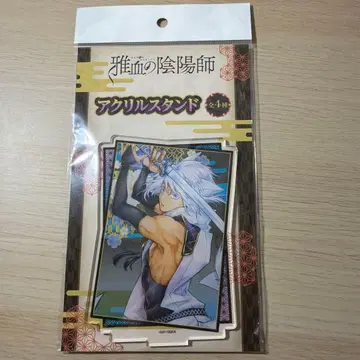 雅血の陰陽師
アクリルスタンド
全4種